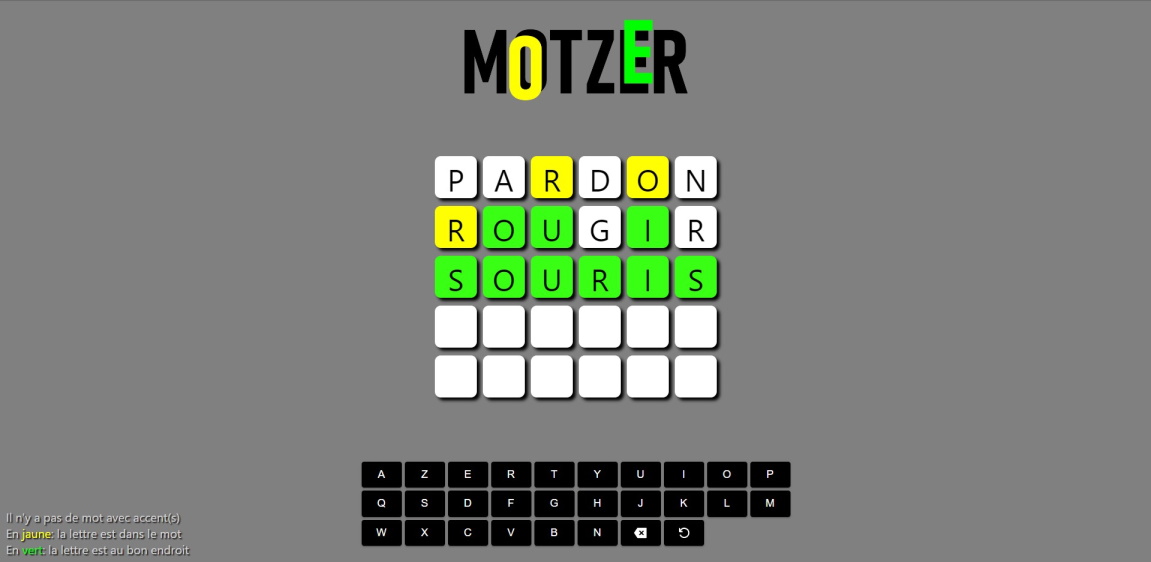 MOTZER
P A R D O N
R O U G I R
S O U R I S
A Z E R T Y U I O P
Q S D F G H J K L M
W X C V B N
Il n'y a pas de mot avec accent(s)
En jaune: la lettre est dans le mot
En vert: la lettre est au bon endroit